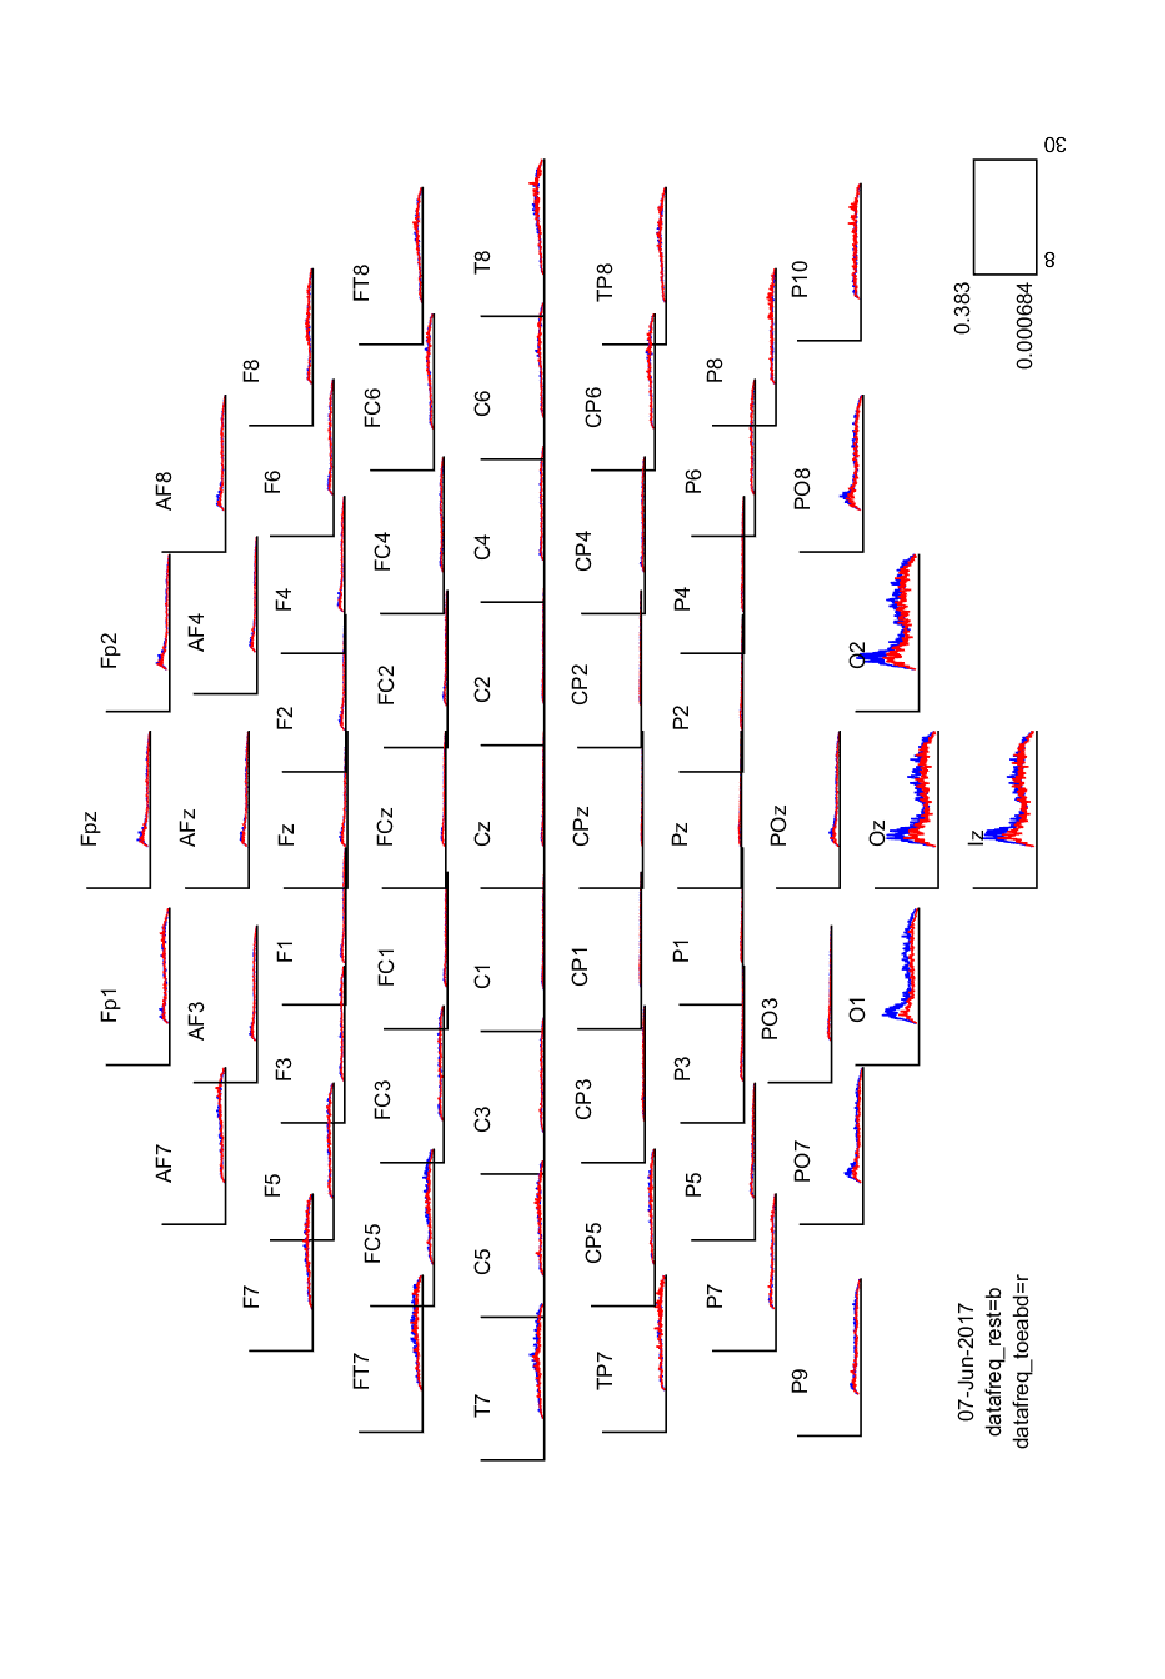 Fpz
Fp1
Fp2
AF7
AF3
AFz
AF4
AF8
F7
F5
F3
F1
Fz
F2
F4
F6
F8
FT7
FC5
FC3
FC1
FCz
FC2
FC4
FC6
FT8
T7
C5
C3
C1
Cz
C2
C4
C6
T8
TP7
CP5
CP3
CP1
CPz
CP2
CP4
CP6
TP8
P9
P7
P5
P3
P1
Pz
P2
P4
P6
P8
P10
PO7
PO3
POz
PO8
O1
Oz
O2
Iz
07-Jun-2017
datafreq_rest=b
datafreq_toeabd=r
0.383
0.000684
8
30